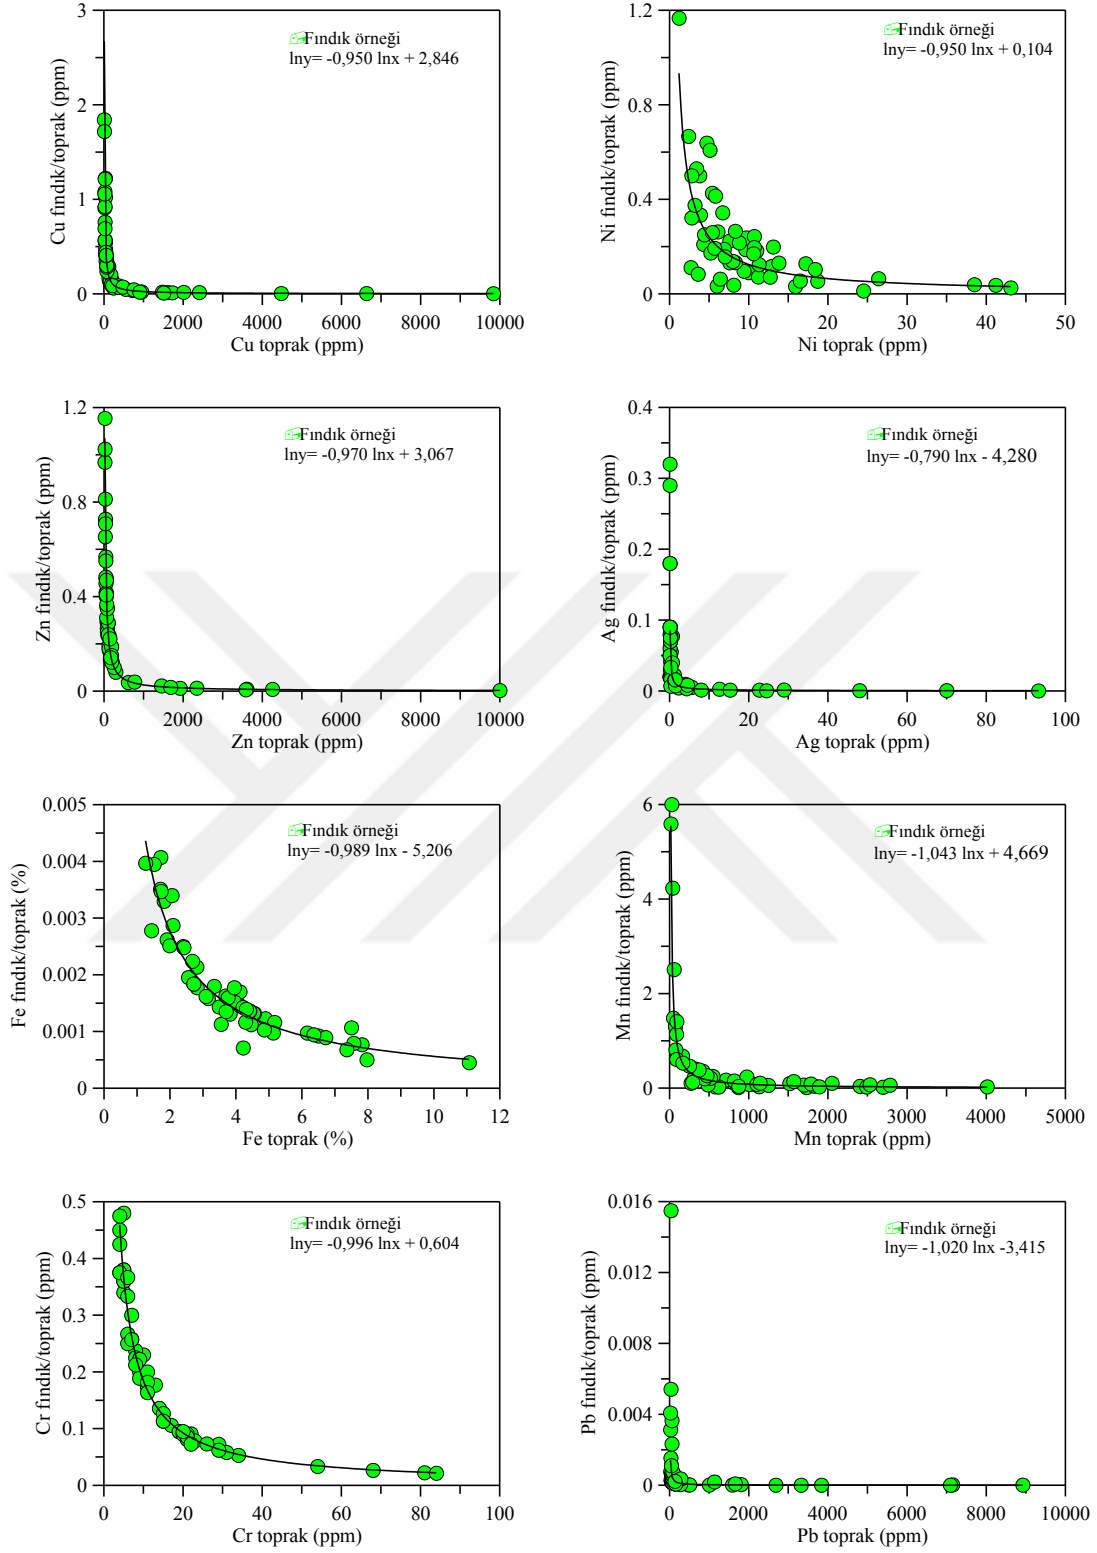 3
2
1
0
Cu fındık/toprak (ppm)
Fındık örneği
lny= -0,950 lnx + 2,846
0 2000 4000 6000 8000 10000
Cu toprak (ppm)
1.2
0.8
0.4
0
Ni fındık/toprak (ppm)
Fındık örneği
lny= -0,950 lnx + 0,104
0 10 20 30 40 50
Ni toprak (ppm)
1.2
0.8
0.4
0
Zn fındık/toprak (ppm)
Fındık örneği
lny= -0,970 lnx + 3,067
0 2000 4000 6000 8000 10000
Zn toprak (ppm)
0.4
0.3
0.2
0.1
0
Ag fındık/toprak (ppm)
Fındık örneği
lny= -0,790 lnx - 4,280
0 20 40 60 80 100
Ag toprak (ppm)
0.005
0.004
0.003
0.002
0.001
0
Fe fındık/toprak (%)
Fındık örneği
lny= -0,989 lnx - 5,206
0 2 4 6 8 10 12
Fe toprak (%)
6
4
2
0
Mn fındık/toprak (ppm)
Fındık örneği
lny= -1,043 lnx + 4,669
0 1000 2000 3000 4000 5000
Mn toprak (ppm)
0.5
0.4
0.3
0.2
0.1
0
Cr fındık/toprak (ppm)
Fındık örneği
lny= -0,996 lnx + 0,604
0 20 40 60 80 100
Cr toprak (ppm)
0.016
0.012
0.008
0.004
0
Pb fındık/toprak (ppm)
Fındık örneği
lny= -1,020 lnx -3,415
0 2000 4000 6000 8000 10000
Pb toprak (ppm)